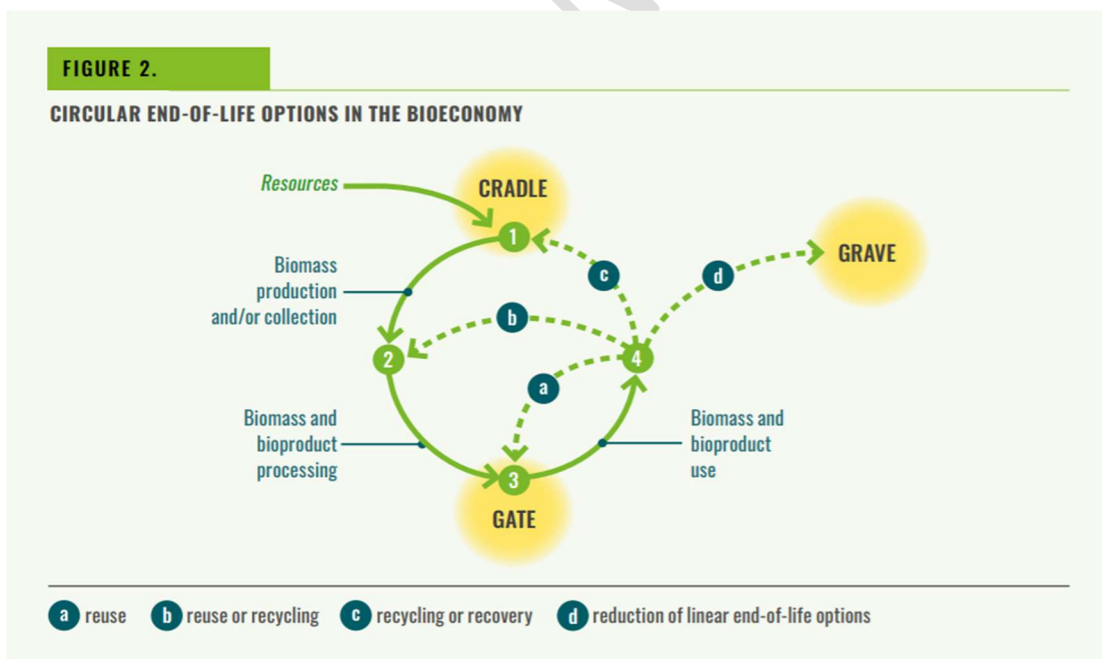 FIGURE 2.
CIRCULAR END-OF-LIFE OPTIONS IN THE BIOECONOMY
Resources
CRADLE
1
GRAVE
c
d
Biomass
production
and/or collection
b
2
4
a
Biomass and
bioproduct
processing
Biomass and
bioproduct
use
3
GATE
a reuse b reuse or recycling c recycling or recovery d reduction of linear end-of-life options